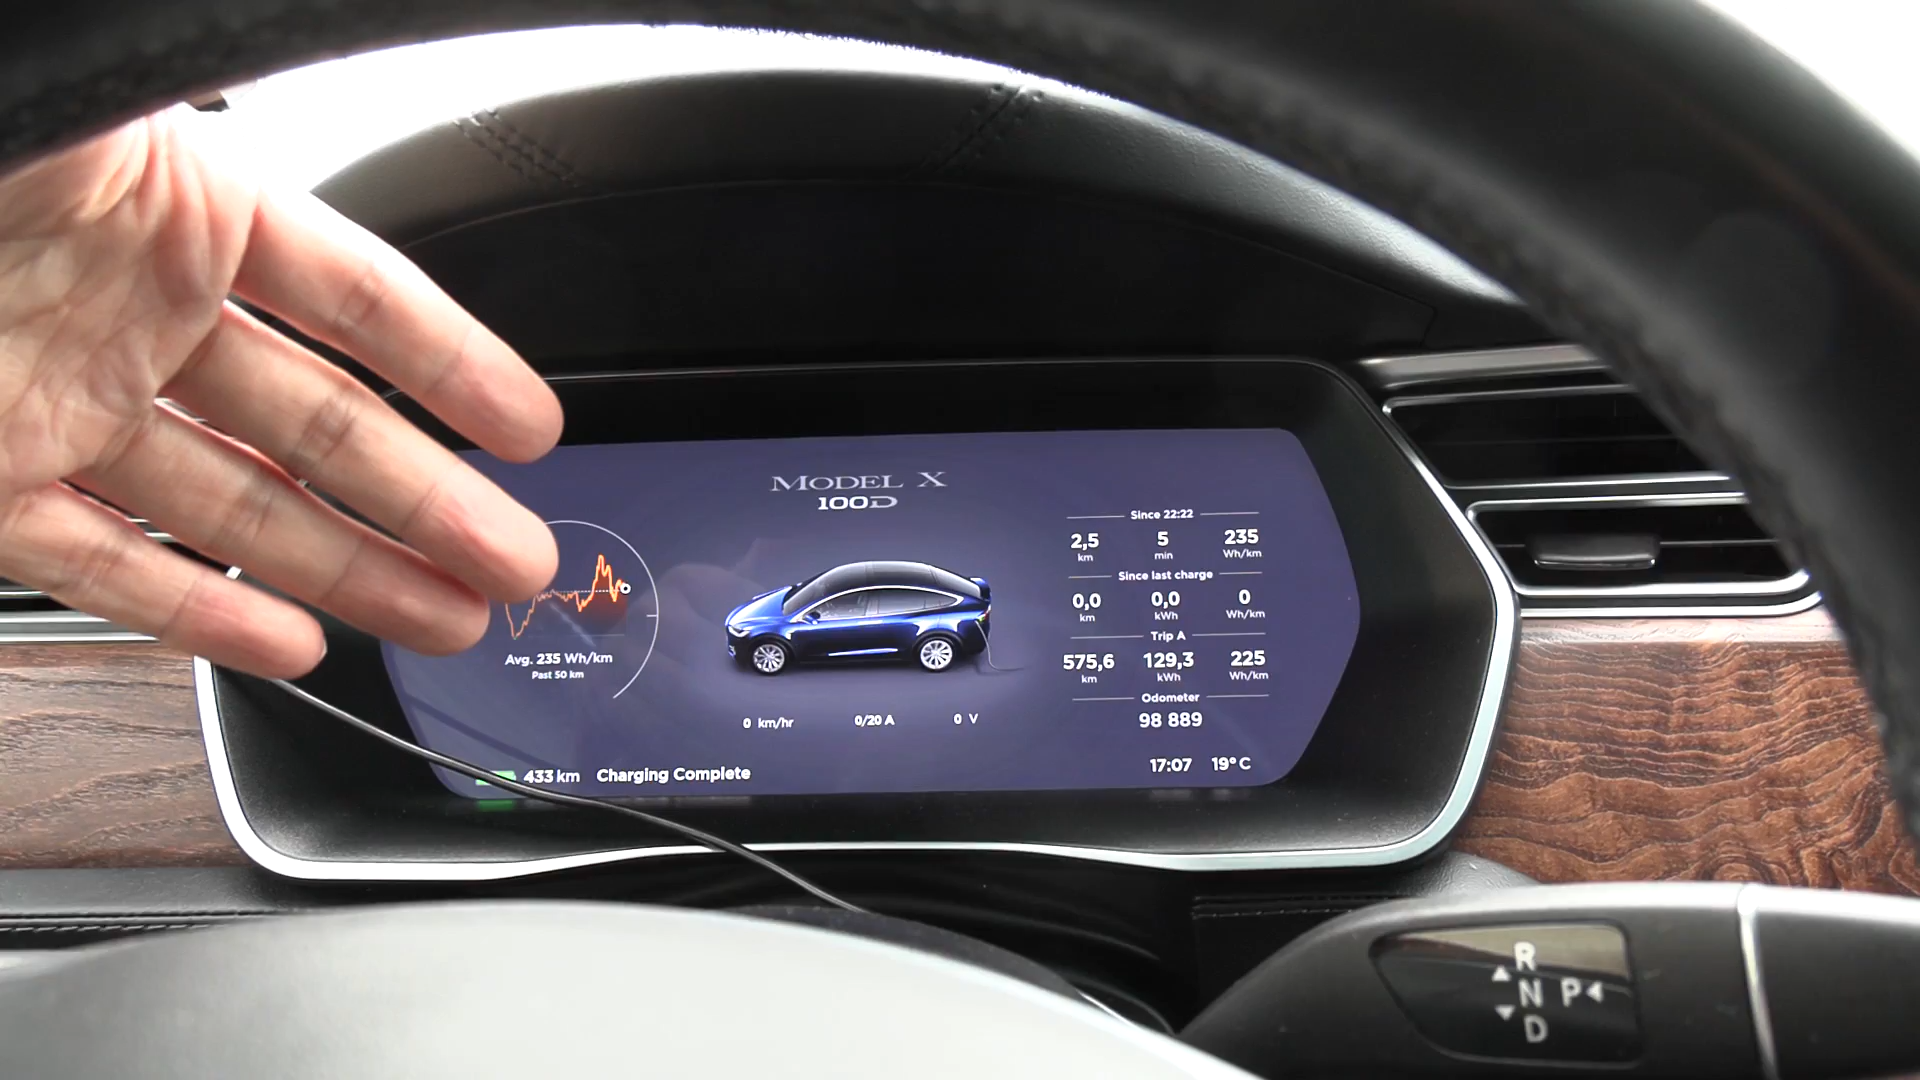 MODEL X
100D
Avg. 235 Wh/km
Past 50 km
0 km/hr 0/20 A 0 V
Since 22:22
2,5 5 235
km min Wh/km
Since last charge
0,0 0,0 0
km kWh Wh/km
Trip A
575,6 129,3 225
km kWh Wh/km
Odometer
98 889
433 km Charging Complete
17:07 19°C
R
N P
D